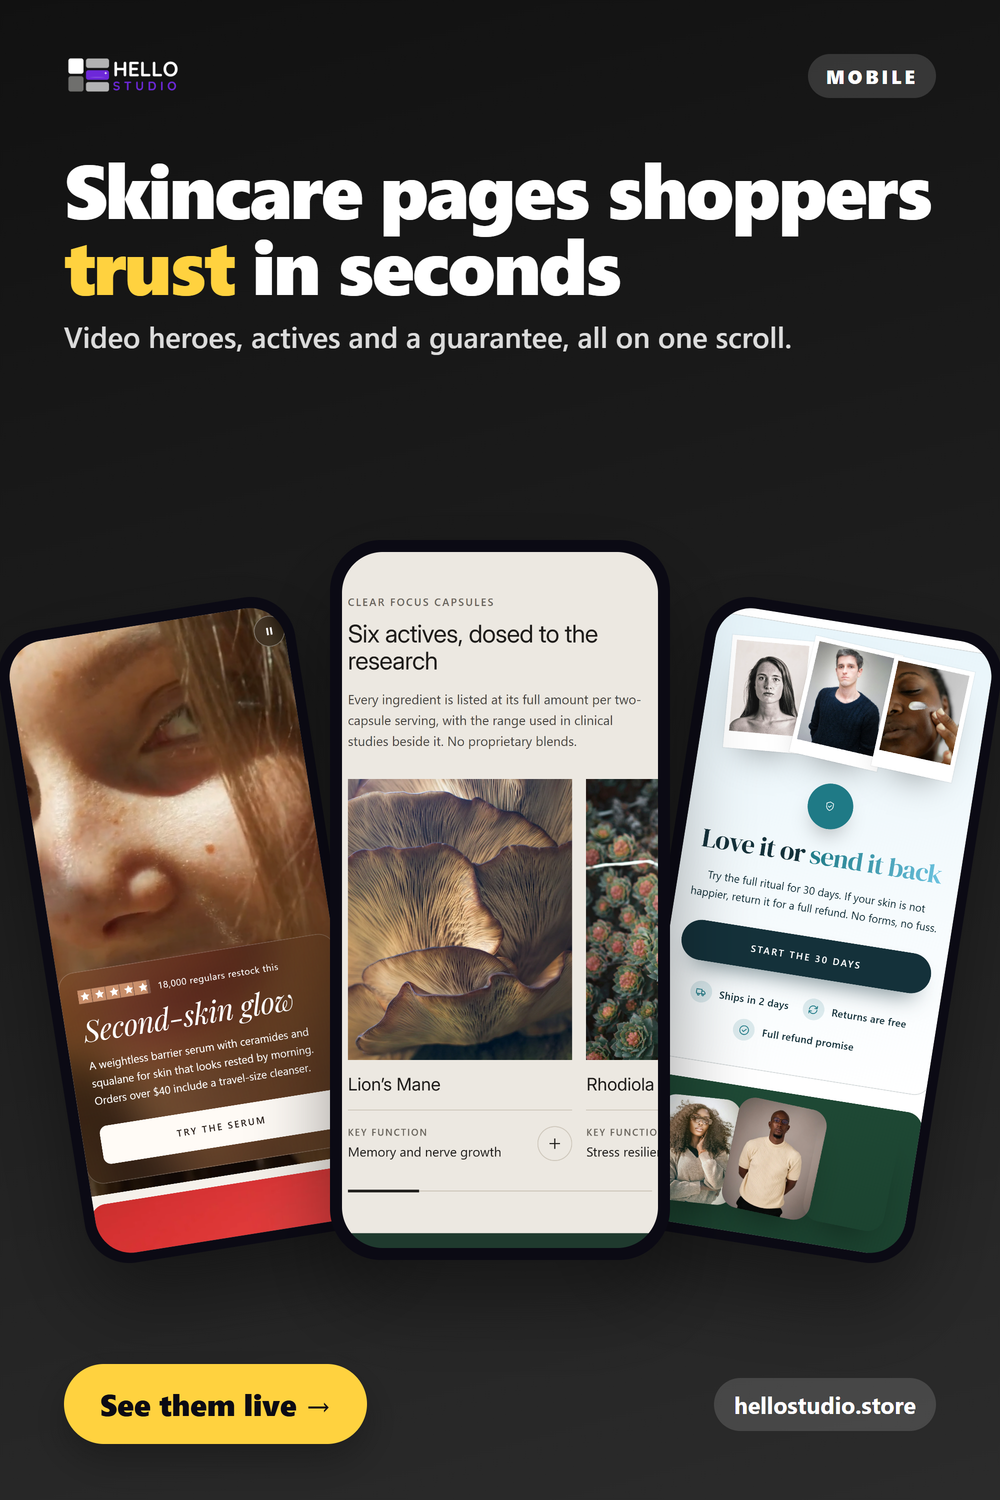 HELLO
STUDIO
MOBILE
Skincare pages shoppers
trust in seconds
Video heroes, actives and a guarantee, all on one scroll.
18,000 regulars restock this
Second-skin glow
A weightless barrier serum with ceramides and
squalane for skin that looks rested by morning.
Orders over $40 include a travel-size cleanser.
TRY THE SERUM
CLEAR FOCUS CAPSULES
Six actives, dosed to the
research
Every ingredient is listed at its full amount per two-
capsule serving, with the range used in clinical
studies beside it. No proprietary blends.
Lion's Mane
KEY FUNCTION
Memory and nerve growth
Rhodiola
KEY FUNCTIO
Stress resilie
Love it or send it back
Try the full ritual for 30 days. If your skin is not
happier, return it for a full refund. No forms, no fuss.
START THE 30 DAYS
Ships in 2 days
Returns are free
Full refund promise
See them live →
hellostudio.store